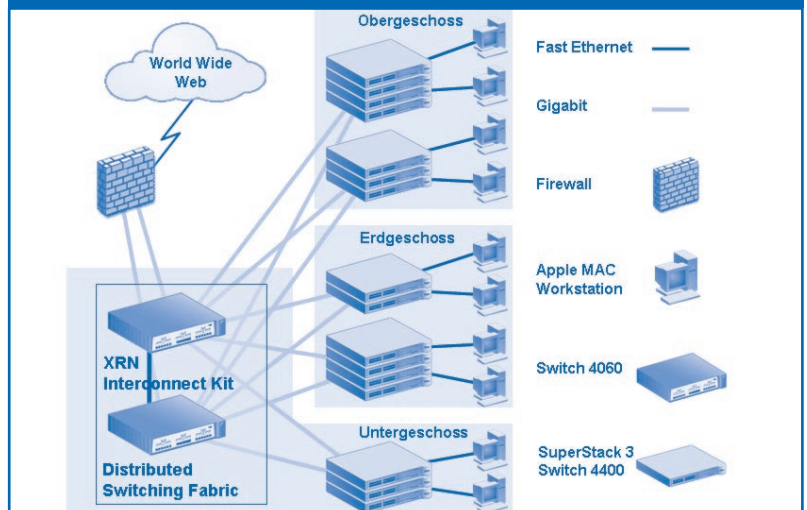 World Wide
Web
Obergeschoss
Erdgeschoss
XRN
Interconnect Kit
Distributed
Switching Fabric
Untergeschoss
Fast Ethernet
Gigabit
Firewall
Apple MAC
Workstation
Switch 4060
SuperStack 3
Switch 4400